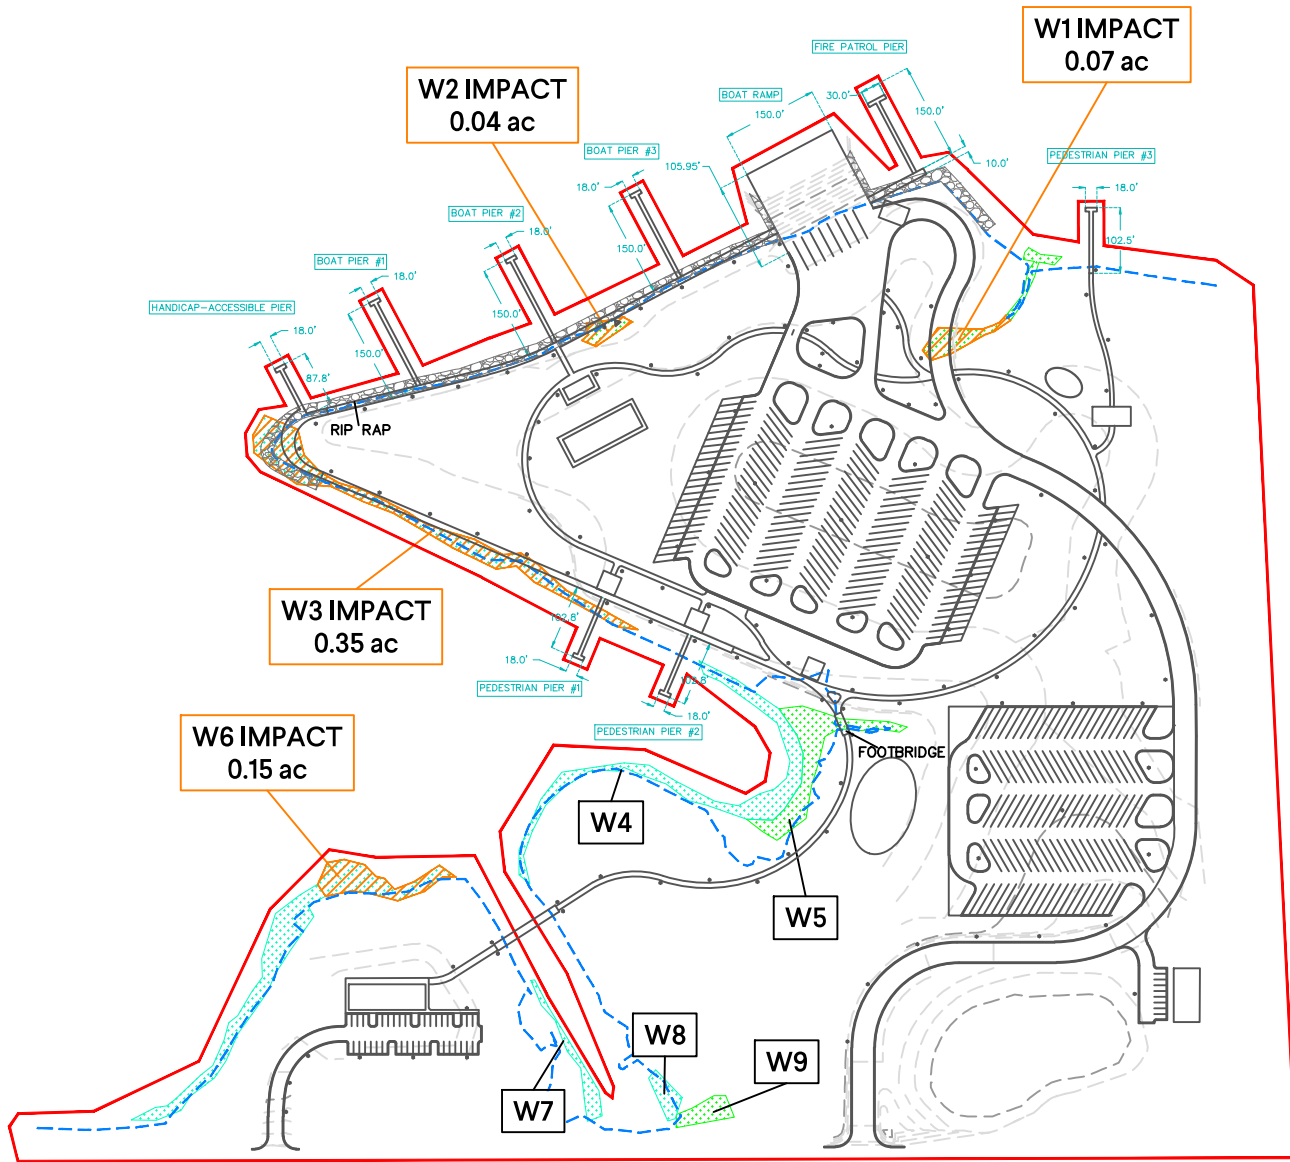 W1 IMPACT
0.07 ac
FIRE PATROL PIER
W2 IMPACT
0.04 ac
BOAT RAMP
30.0'
150.0'
150.0'
BOAT PIER #3
105.95'
10.0'
PEDESTRIAN PIER #3
18.0'
18.0'
BOAT PIER #2
18.0'
150.0'
102.5'
BOAT PIER #1
18.0'
150.0'
HANDICAP-ACCESSIBLE PIER
18.0'
150.0'
87.8'
RIP RAP
W3 IMPACT
0.35 ac
102.8'
18.0'
PEDESTRIAN PIER #1
102.8'
18.0'
PEDESTRIAN PIER #2
W6 IMPACT
0.15 ac
FOOTBRIDGE
W4
W5
W8
W9
W7